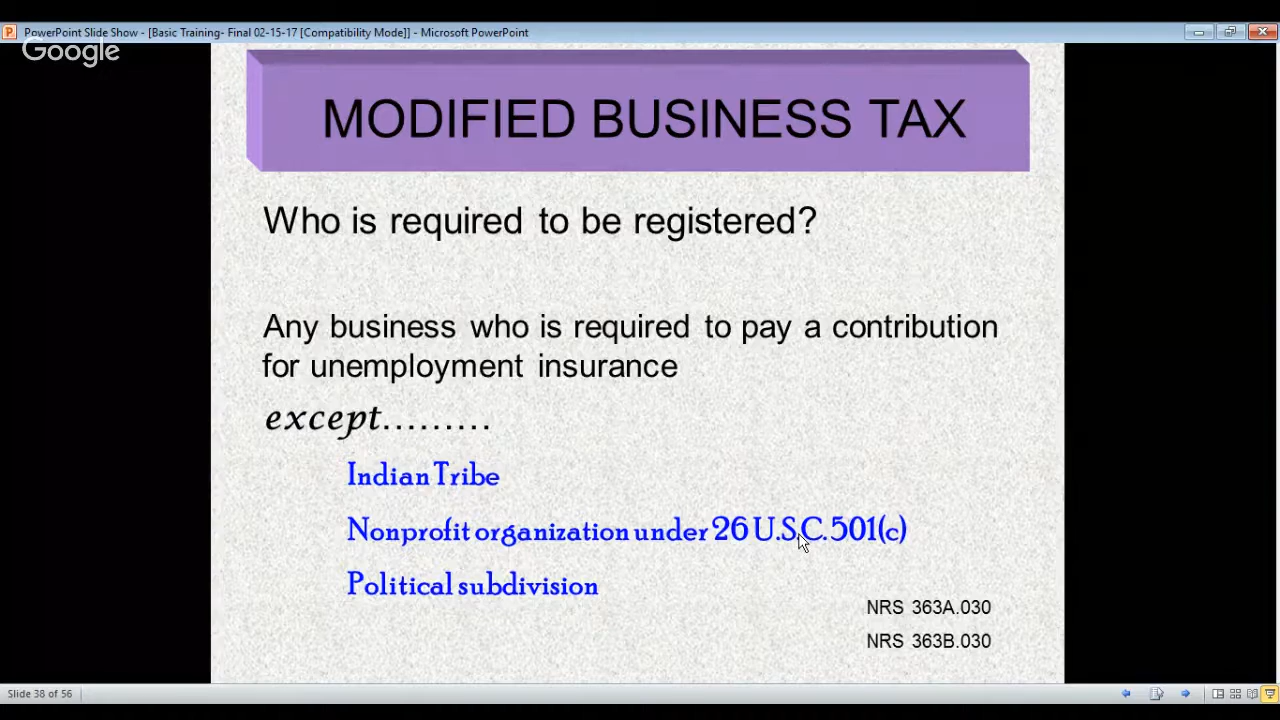 PowerPoint Slide Show - [Basic Training- Final 02-15-17 [Compatibility Mode]] - Microsoft PowerPoint
Google
MODIFIED BUSINESS TAX
Who is required to be registered?
Any business who is required to pay a contribution
for unemployment insurance
except.........
Indian Tribe
Nonprofit organization under 26 U.S.C. 501(c)
Political subdivision
NRS 363A.030
NRS 363B.030
Slide 38 of 56